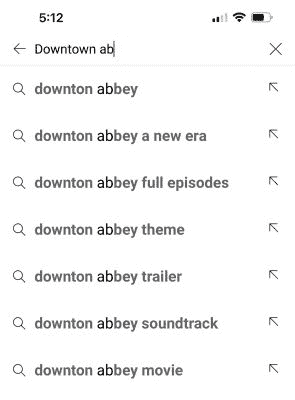 5:12
Downtown ab
downton abbey
downton abbey a new era
downton abbey full episodes
downton abbey theme
downton abbey trailer
downton abbey soundtrack
downton abbey movie